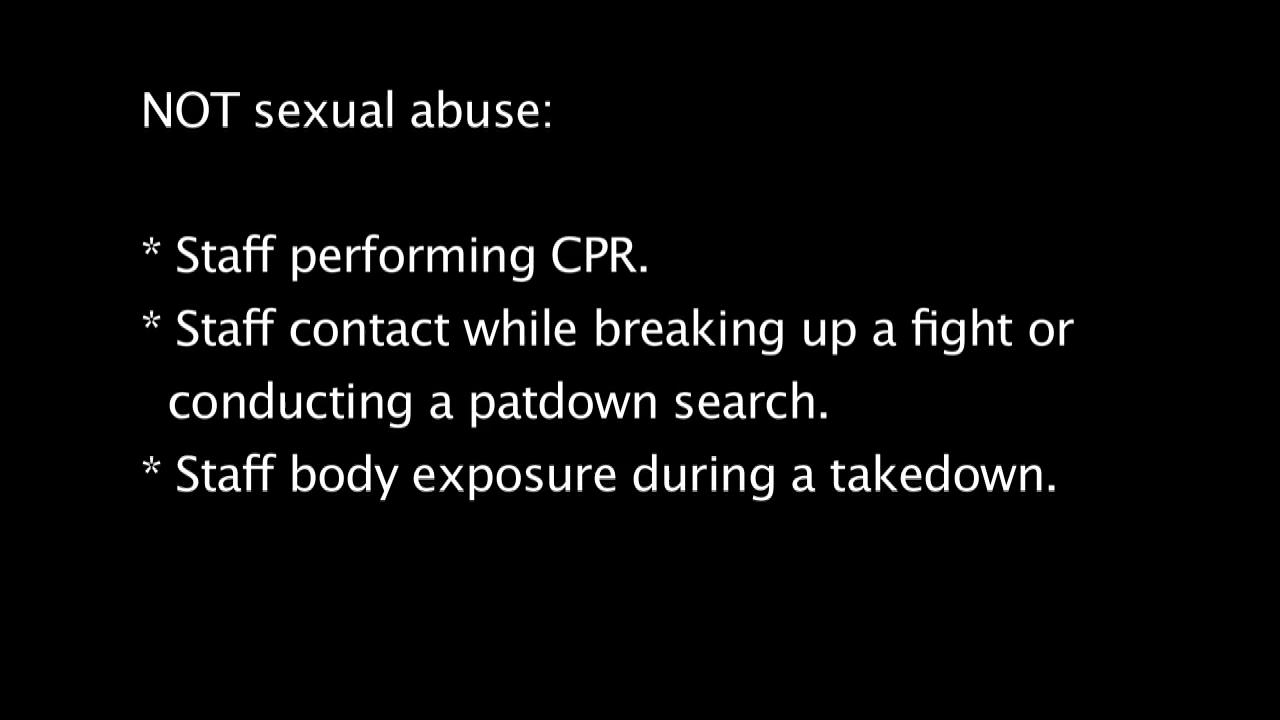 NOT sexual abuse:
* Staff performing CPR.
* Staff contact while breaking up a fight or
conducting a patdown search.
* Staff body exposure during a takedown.